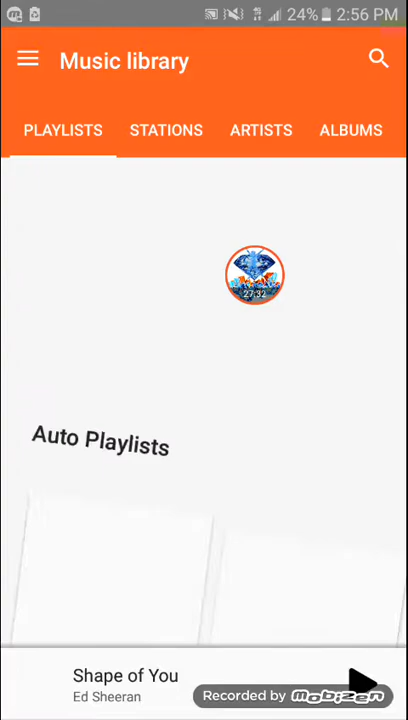 24% 2:56 PM
Music library
PLAYLISTS STATIONS ARTISTS ALBUMS
27:32
Auto Playlists
Shape of You
Ed Sheeran
Recorded by Mobizen